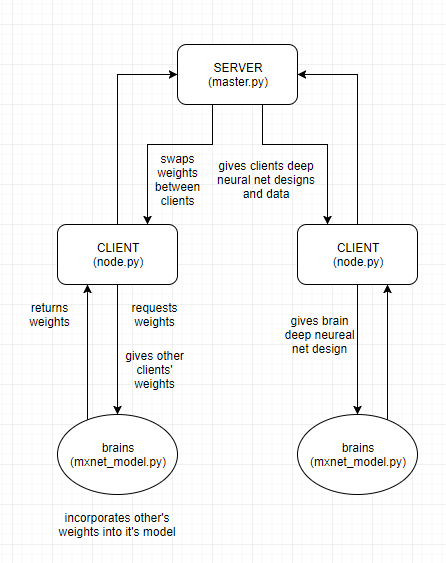 SERVER
(master.py)
swaps
weights
between
clients
gives clients deep
neural net designs
and data
CLIENT
(node.py)
CLIENT
(node.py)
returns
weights
requests
weights
gives other
clients'
weights
gives brain
deep neureal
net design
brains
(mxnet_model.py)
brains
(mxnet_model.py)
incorporates other's
weights into it's model